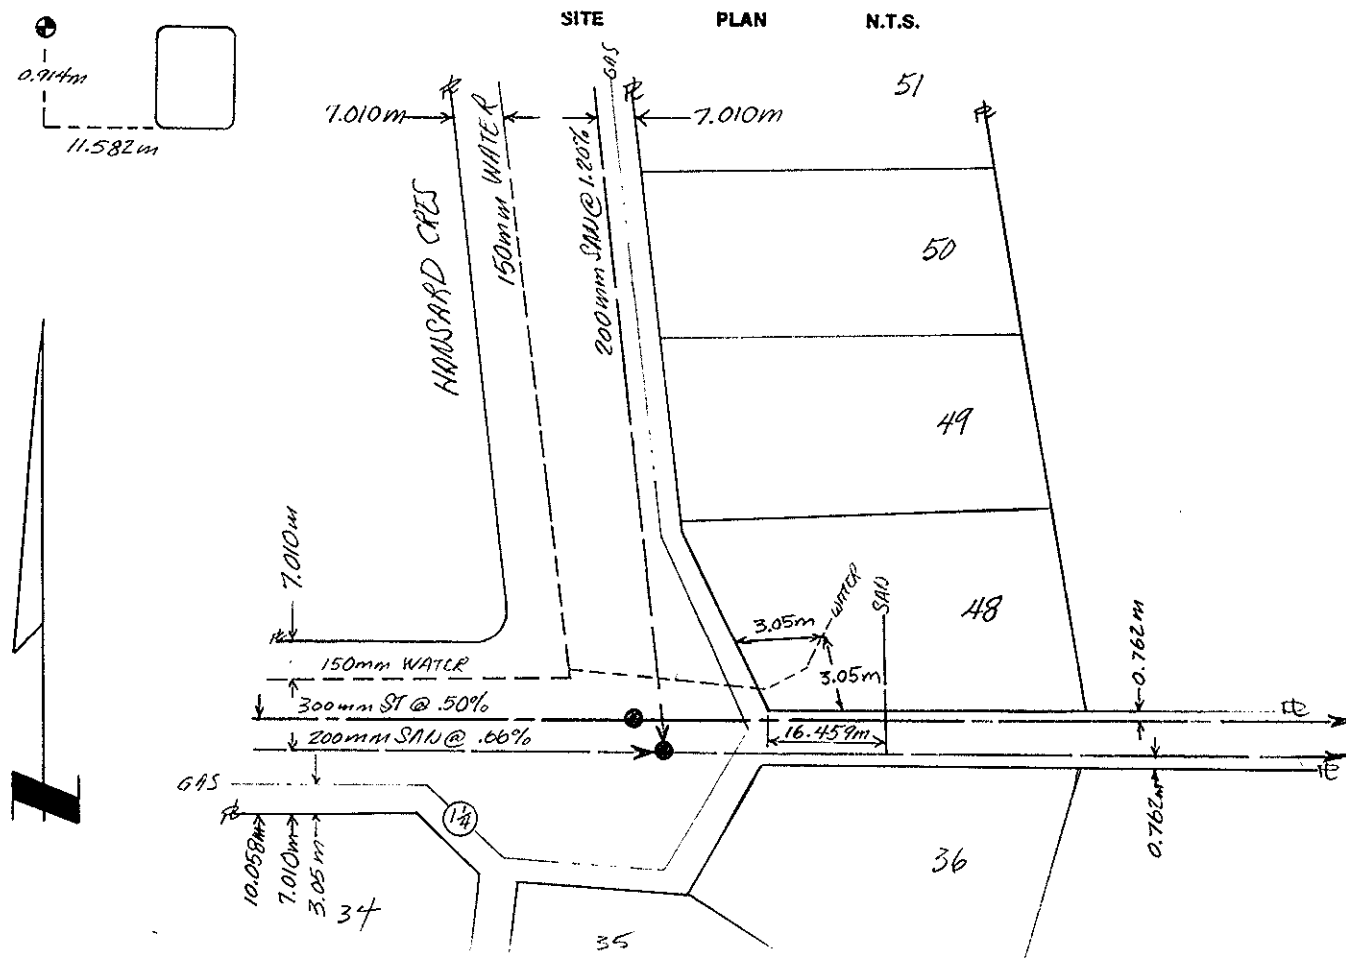 SITE PLAN N.T.S.
0.914m
11.582m
7.010m
7.010m
GAS
51
50
49
48
HANSARD CRES
150mm WATER
200mm SAN @ 1.20%
7.010m
150mm WATER
300mm ST @ .50%
200mm SAN @ .66%
GAS
1¼
3.05m
WATER
SAN
3.05m
16.459m
0.762m
0.762m
10.058m
7.010m
3.05m
34
35
36